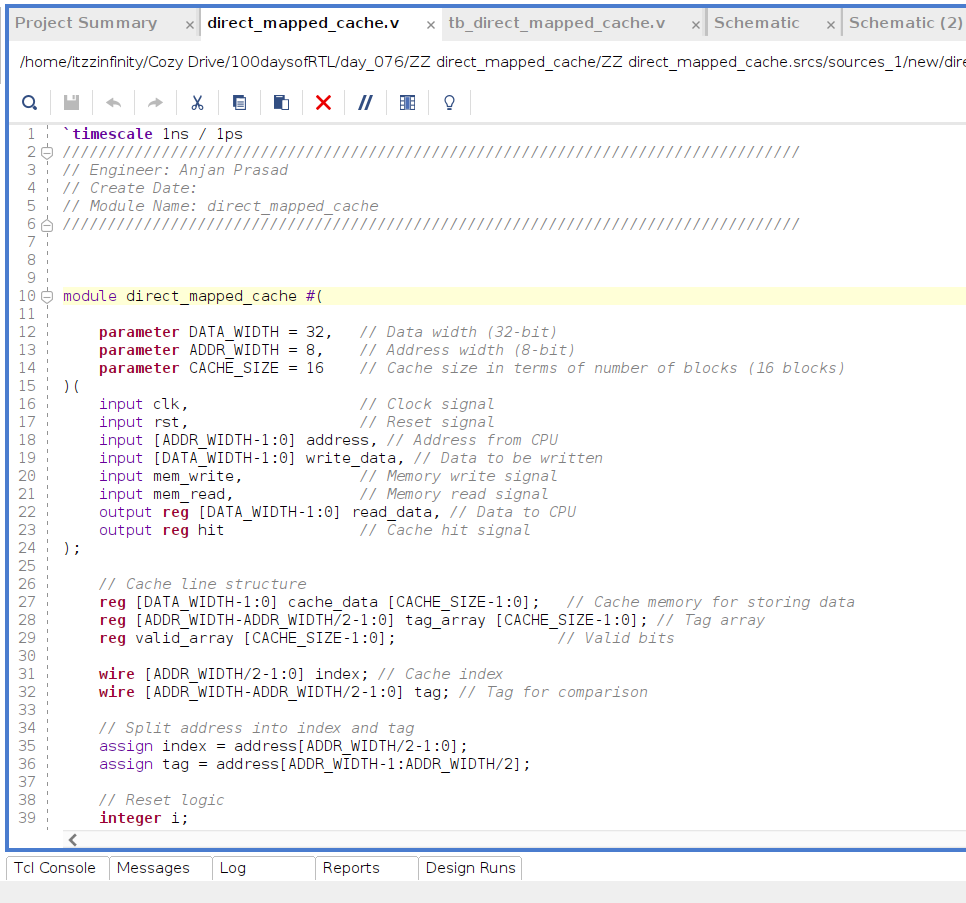 Project Summary × direct_mapped_cache.v × tb_direct_mapped_cache.v × Schematic × Schematic (2)
/home/itzzinfinity/Cozy Drive/100daysofRTL/day_076/ZZ direct_mapped_cache/ZZ direct_mapped_cache.srcs/sources_1/new/dire
1 `timescale 1ns / 1ps
2 //////////////////////////////////////////////////////////////////////////////////
3 // Engineer: Anjan Prasad
4 // Create Date:
5 // Module Name: direct_mapped_cache
6 //////////////////////////////////////////////////////////////////////////////////
7
8
9
10 module direct_mapped_cache #(
11
12 parameter DATA_WIDTH = 32, // Data width (32-bit)
13 parameter ADDR_WIDTH = 8, // Address width (8-bit)
14 parameter CACHE_SIZE = 16 // Cache size in terms of number of blocks (16 blocks)
15 )(
16 input clk, // Clock signal
17 input rst, // Reset signal
18 input [ADDR_WIDTH-1:0] address, // Address from CPU
19 input [DATA_WIDTH-1:0] write_data, // Data to be written
20 input mem_write, // Memory write signal
21 input mem_read, // Memory read signal
22 output reg [DATA_WIDTH-1:0] read_data, // Data to CPU
23 output reg hit // Cache hit signal
24 );
25
26 // Cache line structure
27 reg [DATA_WIDTH-1:0] cache_data [CACHE_SIZE-1:0]; // Cache memory for storing data
28 reg [ADDR_WIDTH-ADDR_WIDTH/2-1:0] tag_array [CACHE_SIZE-1:0]; // Tag array
29 reg valid_array [CACHE_SIZE-1:0]; // Valid bits
30
31 wire [ADDR_WIDTH/2-1:0] index; // Cache index
32 wire [ADDR_WIDTH-ADDR_WIDTH/2-1:0] tag; // Tag for comparison
33
34 // Split address into index and tag
35 assign index = address[ADDR_WIDTH/2-1:0];
36 assign tag = address[ADDR_WIDTH-1:ADDR_WIDTH/2];
37
38 // Reset logic
39 integer i;
Tcl Console Messages Log Reports Design Runs